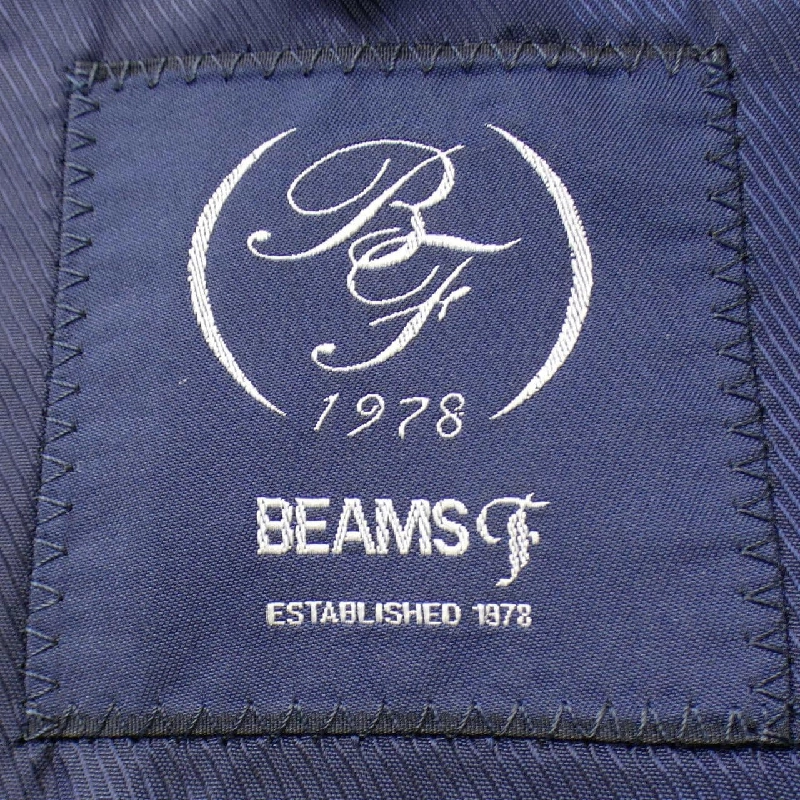 BF
1978
BEAMS F
ESTABLISHED 1978